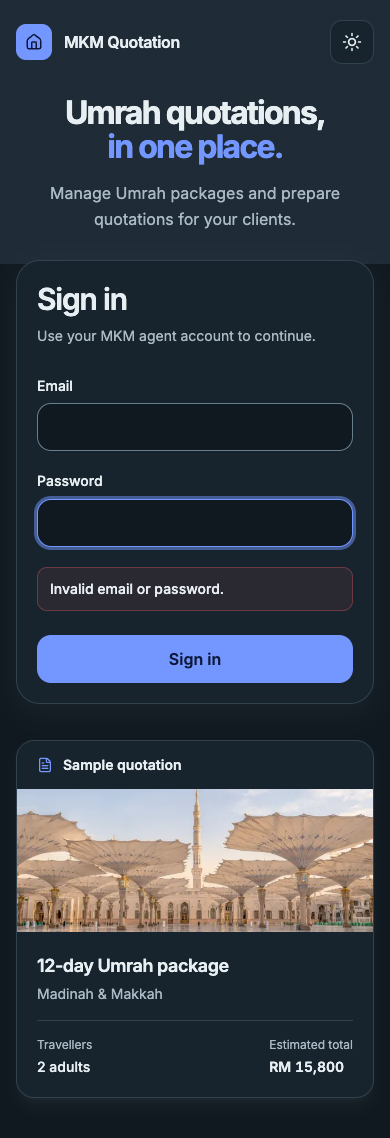 MKM Quotation
Umrah quotations,
in one place.
Manage Umrah packages and prepare
quotations for your clients.
Sign in
Use your MKM agent account to continue.
Email
Password
Invalid email or password.
Sign in
Sample quotation
12-day Umrah package
Madinah & Makkah
Travellers
2 adults
Estimated total
RM 15,800